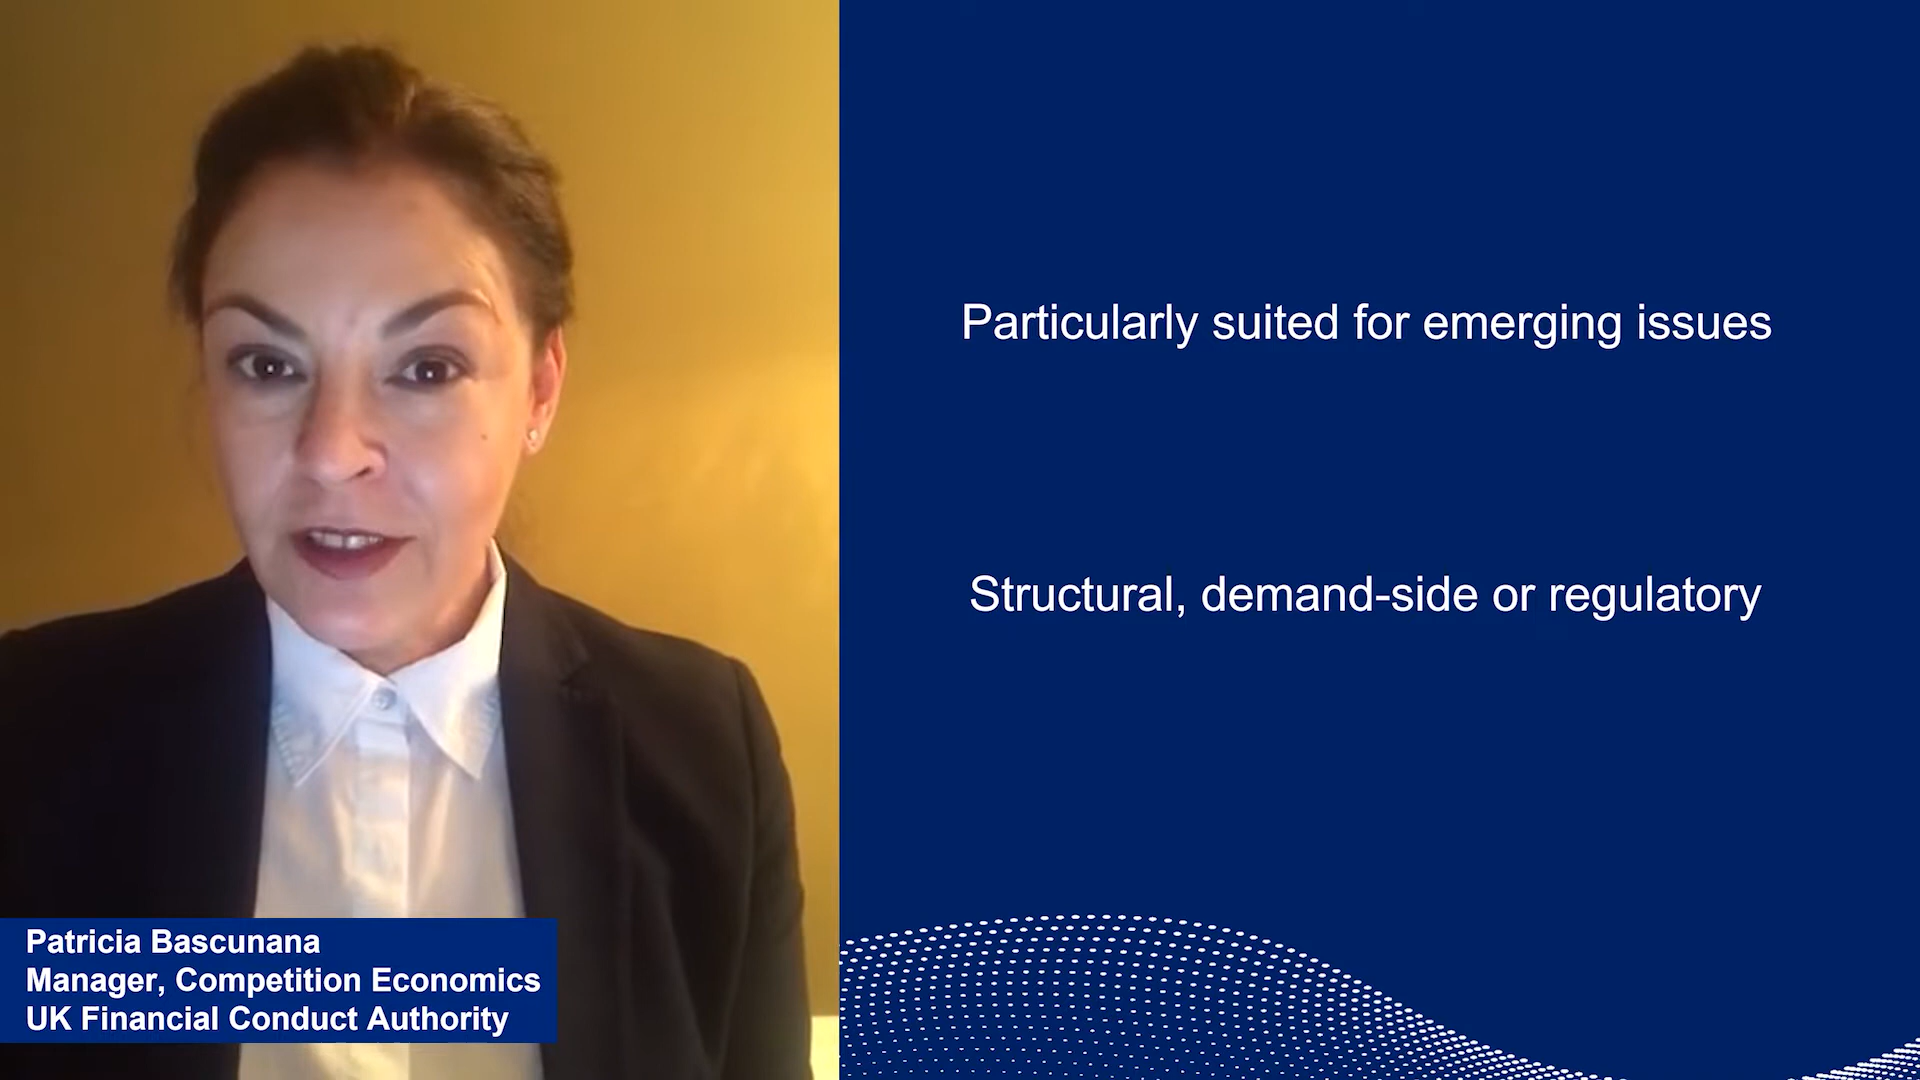 Particularly suited for emerging issues
Structural, demand-side or regulatory
Patricia Bascunana
Manager, Competition Economics
UK Financial Conduct Authority